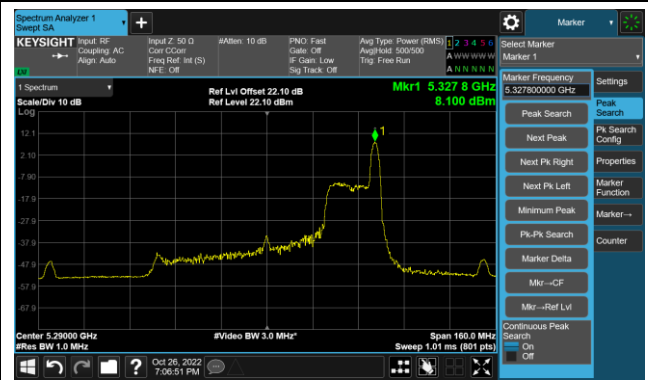 Spectrum Analyzer 1
Swept SA
+
Marker
KEYSIGHT
Input: RF
Coupling: AC
Align: Auto
Input Z: 50 Ω
Corr CCorr
Freq Ref: Int (S)
NFE: Off
#Atten: 10 dB
PNO: Fast
Gate: Off
IF Gain: Low
Sig Track: Off
Avg Type: Power (RMS)
Avg|Hold: 500/500
Trig: Free Run
1 2 3 4 5 6
A W W W W W
A N N N N N
LXI
Select Marker
Marker 1
1 Spectrum
Scale/Div 10 dB
Log
Ref Lvl Offset 22.10 dB
Ref Level 22.10 dBm
Mkr1 5.327 8 GHz
8.100 dBm
1
12.1
2.10
-7.90
-17.9
-27.9
-37.9
-47.9
-57.9
-67.9
Center 5.29000 GHz
#Res BW 1.0 MHz
#Video BW 3.0 MHz*
Span 160.0 MHz
Sweep 1.01 ms (801 pts)
Marker Frequency
5.327800000 GHz
Peak Search
Next Peak
Next Pk Right
Next Pk Left
Minimum Peak
Pk-Pk Search
Marker Delta
Mkr→CF
Mkr→Ref Lvl
Continuous Peak
Search
On
Off
Settings
Peak
Search
Pk Search
Config
Properties
Marker
Function
Marker→
Counter
?
Oct 26, 2022
7:06:51 PM